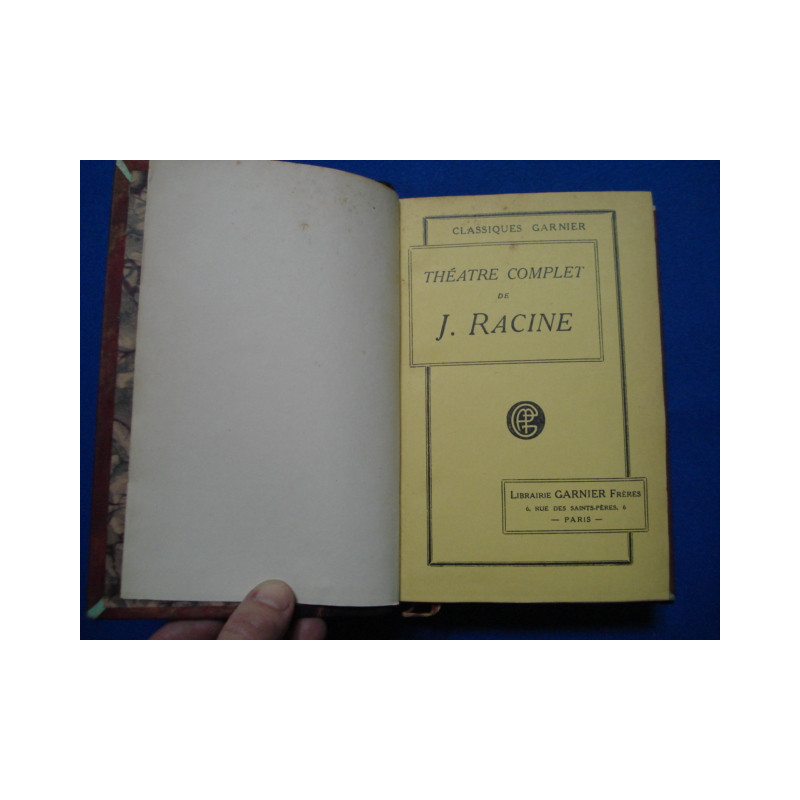 CLASSIQUES GARNIER
THÉATRE COMPLET
DE
J. RACINE
LIBRAIRIE GARNIER FRÈRES
6, RUE DES SAINTS-PÈRES, 6
— PARIS —